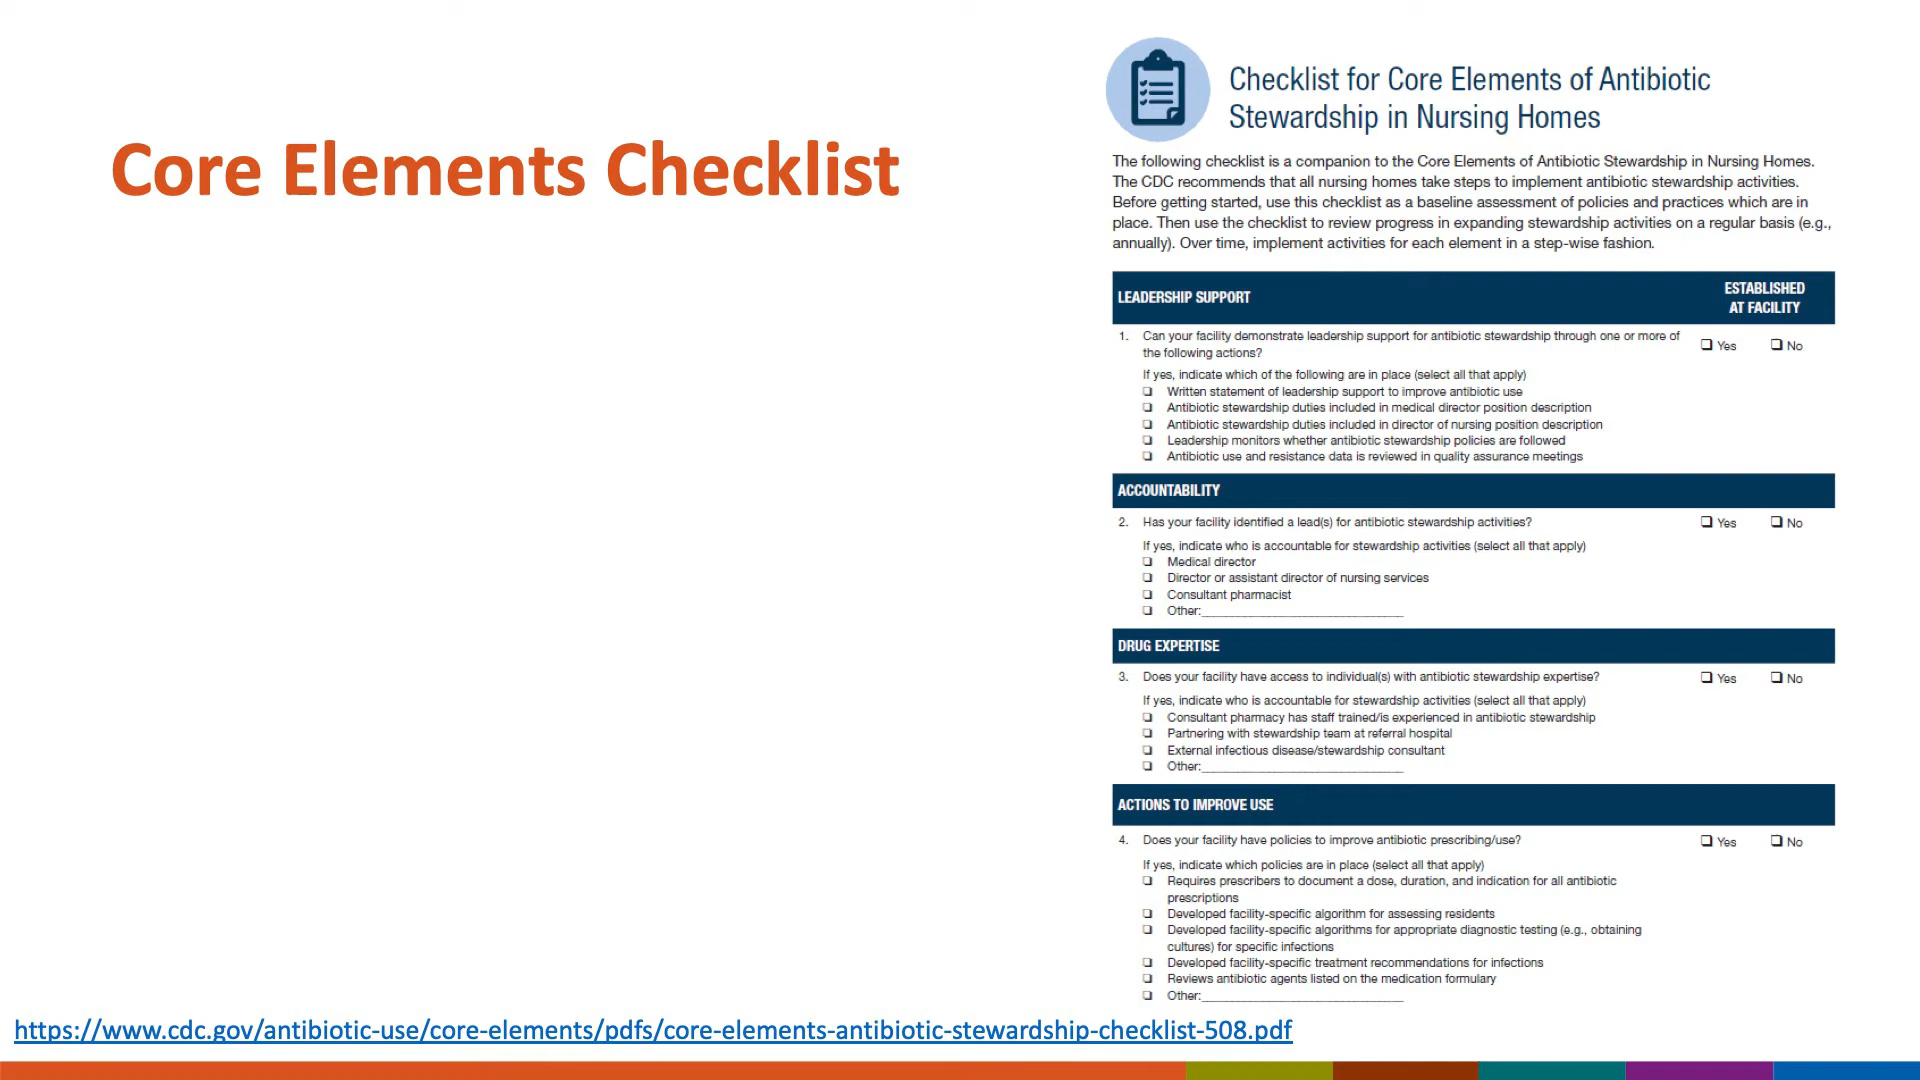 Core Elements Checklist
Checklist for Core Elements of Antibiotic
Stewardship in Nursing Homes
The following checklist is a companion to the Core Elements of Antibiotic Stewardship in Nursing Homes.
The CDC recommends that all nursing homes take steps to implement antibiotic stewardship activities.
Before getting started, use this checklist as a baseline assessment of policies and practices which are in
place. Then use the checklist to review progress in expanding stewardship activities on a regular basis (e.g.,
annually). Over time, implement activities for each element in a step-wise fashion.
LEADERSHIP SUPPORT
ESTABLISHED
AT FACILITY
1. Can your facility demonstrate leadership support for antibiotic stewardship through one or more of
the following actions?
❏ Yes ❏ No
If yes, indicate which of the following are in place (select all that apply)
❏ Written statement of leadership support to improve antibiotic use
❏ Antibiotic stewardship duties included in medical director position description
❏ Antibiotic stewardship duties included in director of nursing position description
❏ Leadership monitors whether antibiotic stewardship policies are followed
❏ Antibiotic use and resistance data is reviewed in quality assurance meetings
ACCOUNTABILITY
2. Has your facility identified a lead(s) for antibiotic stewardship activities? ❏ Yes ❏ No
If yes, indicate who is accountable for stewardship activities (select all that apply)
❏ Medical director
❏ Director or assistant director of nursing services
❏ Consultant pharmacist
❏ Other:______________________________
DRUG EXPERTISE
3. Does your facility have access to individual(s) with antibiotic stewardship expertise? ❏ Yes ❏ No
If yes, indicate who is accountable for stewardship activities (select all that apply)
❏ Consultant pharmacy has staff trained/is experienced in antibiotic stewardship
❏ Partnering with stewardship team at referral hospital
❏ External infectious disease/stewardship consultant
❏ Other:______________________________
ACTIONS TO IMPROVE USE
4. Does your facility have policies to improve antibiotic prescribing/use? ❏ Yes ❏ No
If yes, indicate which policies are in place (select all that apply)
❏ Requires prescribers to document a dose, duration, and indication for all antibiotic
prescriptions
❏ Developed facility-specific algorithm for assessing residents
❏ Developed facility-specific algorithms for appropriate diagnostic testing (e.g., obtaining
cultures) for specific infections
❏ Developed facility-specific treatment recommendations for infections
❏ Reviews antibiotic agents listed on the medication formulary
❏ Other:______________________________
https://www.cdc.gov/antibiotic-use/core-elements/pdfs/core-elements-antibiotic-stewardship-checklist-508.pdf